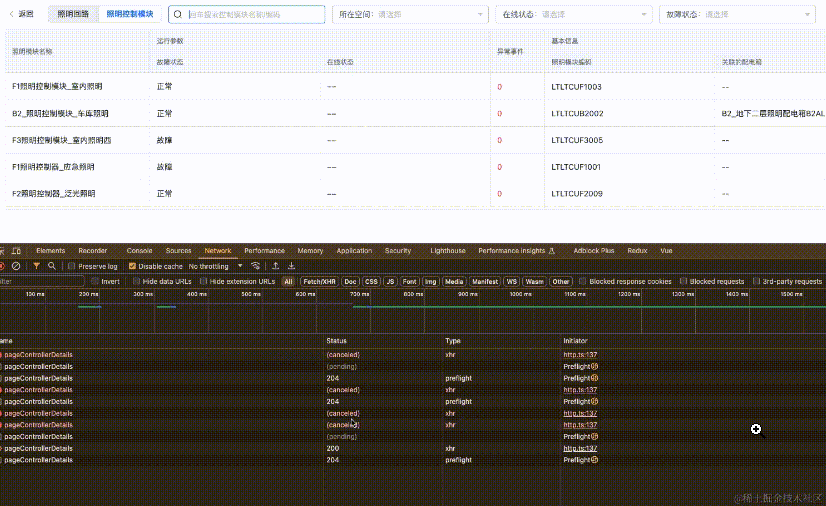 返回 照明回路 照明控制模块 所在空间: 请选择 在线状态: 请选择 故障状态: 请选择
运行参数 基本信息
照明模块名称 异常事件
故障状态 在线状态 照明模块编码 关联的配电箱
F1照明控制模块_室内照明 正常 -- 0 LTLTCUF1003 --
B2_照明控制模块_车库照明 正常 -- 0 LTLTCUB2002 B2_地下二层照明配电箱B2AL
F3照明控制模块_室内照明西 故障 -- 0 LTLTCUF3005 --
F1照明控制器_应急照明 故障 -- 0 LTLTCUF1001 --
F2照明控制器_泛光照明 正常 -- 0 LTLTCUF2009 --
Elements Recorder Console Sources Network Performance Memory Application Security Lighthouse Performance insights Adblock Plus Redux Vue
Preserve log Disable cache No throttling
ilter Invert Hide data URLs Hide extension URLs All Fetch/XHR Doc CSS JS Font Img Media Manifest WS Wasm Other Blocked response cookies Blocked requests 3rd-party requests
100 ms 200 ms 300 ms 400 ms 500 ms 600 ms 700 ms 800 ms 900 ms 1000 ms 1100 ms 1200 ms 1300 ms 1400 ms 1500 ms
ame Status Type Initiator
pageControllerDetails (canceled) xhr http.ts:137
pageControllerDetails (pending) Preflight
pageControllerDetails 204 preflight Preflight
pageControllerDetails (canceled) xhr http.ts:137
pageControllerDetails 204 preflight Preflight
pageControllerDetails (canceled) xhr http.ts:137
pageControllerDetails (canceled) xhr http.ts:137
pageControllerDetails (pending) Preflight
pageControllerDetails 200 xhr http.ts:137
pageControllerDetails 204 preflight Preflight
@稀土掘金技术社区